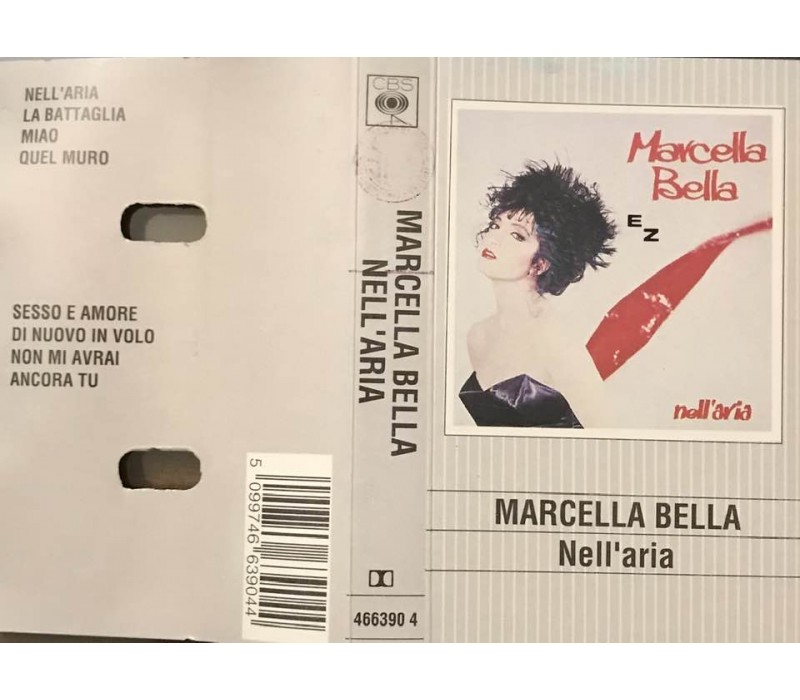 NELL'ARIA
LA BATTAGLIA
MIAO
QUEL MURO
SESSO E AMORE
DI NUOVO IN VOLO
NON MI AVRAI
ANCORA TU
5 099746 639044
CBS
MARCELLA BELLA
NELL'ARIA
466390 4
Marcella
Bella
E
N
nell'aria
MARCELLA BELLA
Nell'aria